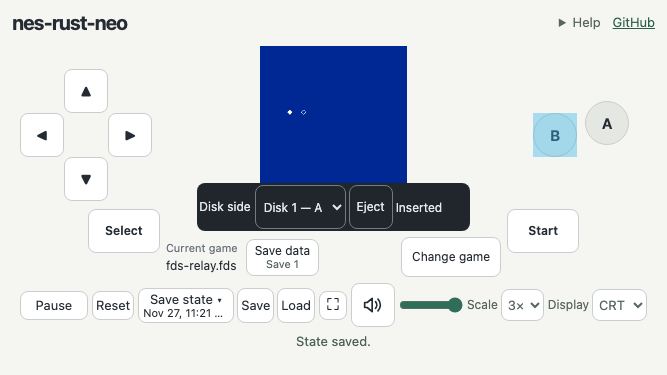 nes-rust-neo
▶ Help GitHub
▲
◀ ▶
▼
B A
Disk side Disk 1 — A Eject Inserted
Select
Start
Current game
fds-relay.fds
Save data
Save 1
Change game
Pause Reset Save state ▾
Nov 27, 11:21 ...
Save Load Scale 3× Display CRT
State saved.